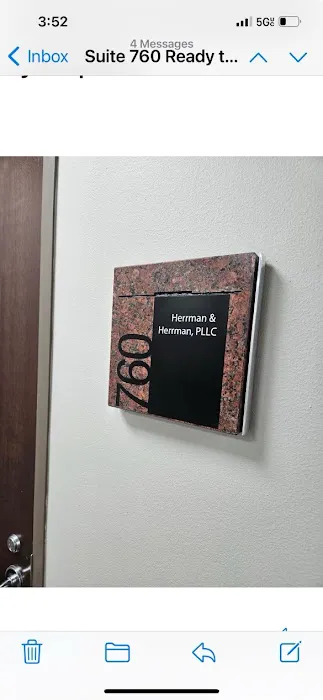 3:52
5G
4 Messages
Inbox
Suite 760 Ready t...
Herrman &
Herrman, PLLC
760